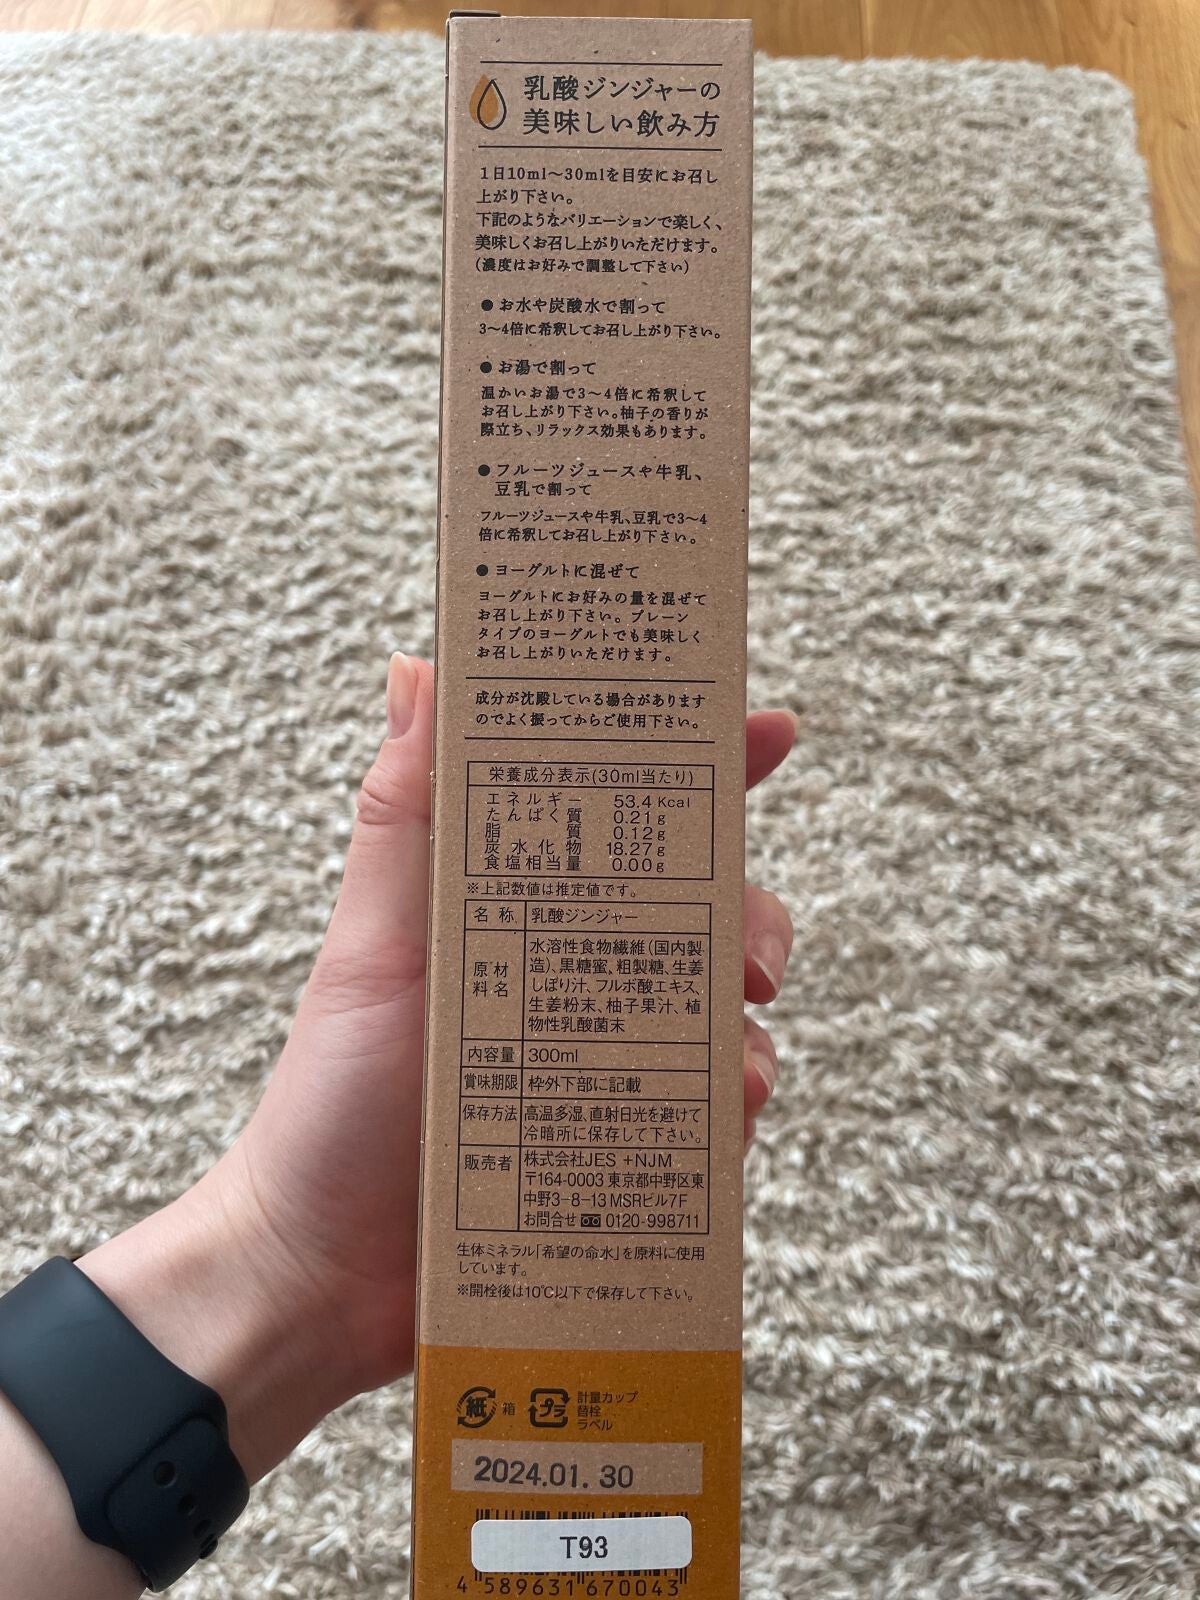 乳酸ジンジャーの
美味しい飲み方
1日10ml〜30mlを目安にお召し
上がり下さい。
下記のようなバリエーションで楽しく、
美味しくお召し上がりいただけます。
(濃度はお好みで調整して下さい)
●お水や炭酸水で割って
3〜4倍に希釈してお召し上がり下さい。
●お湯で割って
温かいお湯で3〜4倍に希釈して
お召し上がり下さい。柚子の香りが
際立ち、リラックス効果もあります。
●フルーツジュースや牛乳、
豆乳で割って
フルーツジュースや牛乳、豆乳で3〜4
倍に希釈してお召し上がり下さい。
●ヨーグルトに混ぜて
ヨーグルトにお好みの量を混ぜて
お召し上がり下さい。プレーン
タイプのヨーグルトでも美味しく
お召し上がりいただけます。
成分が沈殿している場合があります
のでよく振ってからご使用下さい。
栄養成分表示(30ml当たり)
エネルギー 53.4 Kcal
たんぱく質 0.21 g
脂質 0.12 g
炭水化物 18.27 g
食塩相当量 0.00 g
※上記数値は推定値です。
名称 乳酸ジンジャー
原材料名 水溶性食物繊維(国内製
造)、黒糖蜜、粗製糖、生姜
しぼり汁、フルボ酸エキス、
生姜粉末、柚子果汁、植
物性乳酸菌末
内容量 300ml
賞味期限 枠外下部に記載
保存方法 高温多湿、直射日光を避けて
冷暗所に保存して下さい。
販売者 株式会社JES +NJM
〒164-0003 東京都中野区東
中野3-8-13 MSRビル7F
お問合せ 0120-998711
生体ミネラル「希望の命水」を原料に使用
しています。
※開栓後は10℃以下で保存して下さい。
紙 箱 プラ 計量カップ
替栓
ラベル
2024.01.30
T93
4 589631 670043